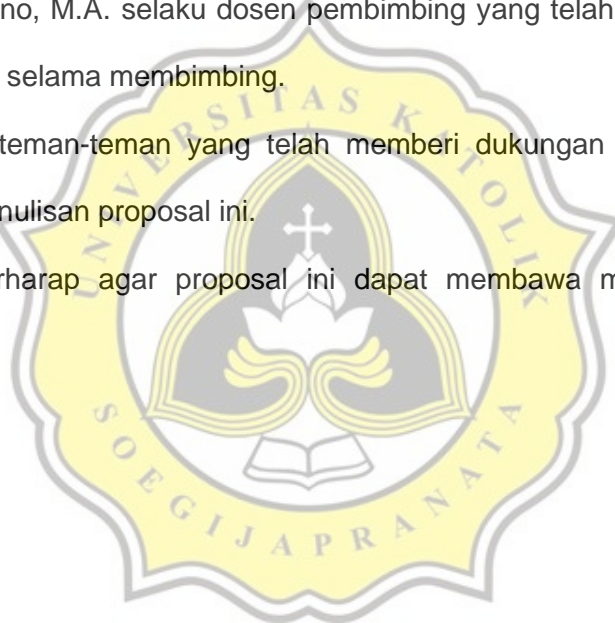 no, M.A. selaku dosen pembimbing yang telah
selama membimbing.
teman-teman yang telah memberi dukungan
nulisan proposal ini.
rharap agar proposal ini dapat membawa m
UNIVERSITAS KATOLIK
SOEGIJAPRANATA